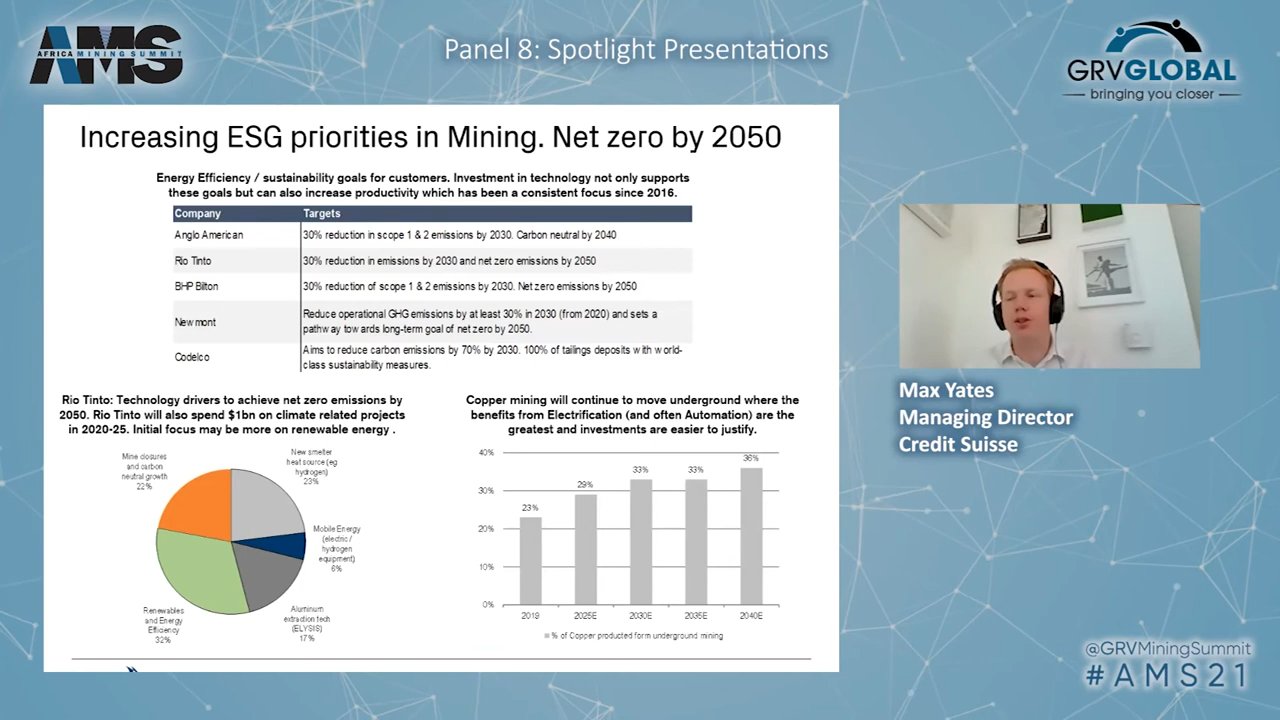 AMS
AFRICA MINING SUMMIT
Panel 8: Spotlight Presentations
GRVGLOBAL
bringing you closer
Increasing ESG priorities in Mining. Net zero by 2050
Energy Efficiency / sustainability goals for customers. Investment in technology not only supports
these goals but can also increase productivity which has been a consistent focus since 2016.
Company Targets
Anglo American 30% reduction in scope 1 & 2 emissions by 2030. Carbon neutral by 2040
Rio Tinto 30% reduction in emissions by 2030 and net zero emissions by 2050
BHP Bilton 30% reduction of scope 1 & 2 emissions by 2030. Net zero emissions by 2050
Newmont Reduce operational GHG emissions by at least 30% in 2030 (from 2020) and sets a
pathway towards long-term goal of net zero by 2050.
Codelco Aims to reduce carbon emissions by 70% by 2030. 100% of tailings deposits with world-
class sustainability measures.
Rio Tinto: Technology drivers to achieve net zero emissions by
2050. Rio Tinto will also spend $1bn on climate related projects
in 2020-25. Initial focus may be more on renewable energy .
Mine closures
and carbon
neutral growth
22%
New smelter
heat source (eg
hydrogen)
23%
Mobile Energy
(electric /
hydrogen
equipment)
6%
Renewables
and Energy
Efficiency
32%
Aluminum
extraction tech
(ELYSIS)
17%
Copper mining will continue to move underground where the
benefits from Electrification (and often Automation) are the
greatest and investments are easier to justify.
40%
30%
20%
10%
0%
23%
29%
33%
33%
36%
2019 2025E 2030E 2035E 2040E
% of Copper producted form underground mining
Max Yates
Managing Director
Credit Suisse
@GRVMiningSummit
#AMS21